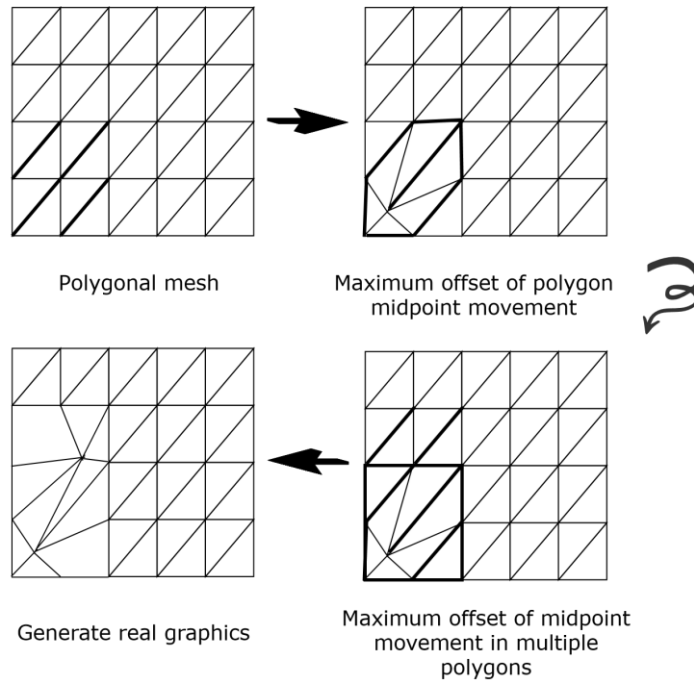 Polygonal mesh
Maximum offset of polygon
midpoint movement
Generate real graphics
Maximum offset of midpoint
movement in multiple
polygons